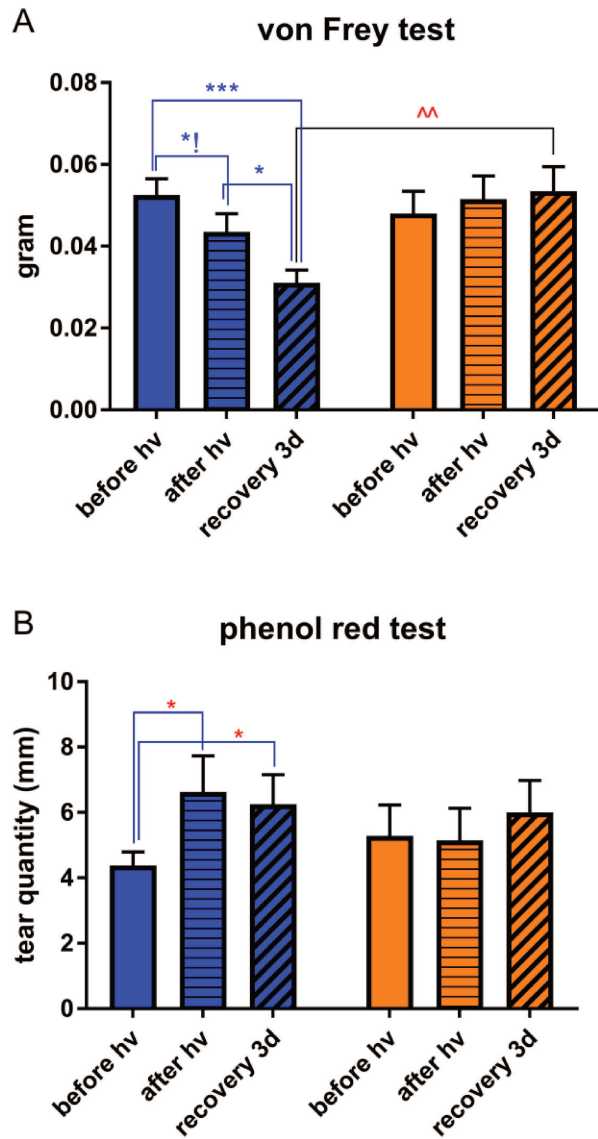 A
von Frey test
gram
0.08
0.06
0.04
0.02
0.00
***
*!
*
^^
before hv
after hv
recovery 3d
before hv
after hv
recovery 3d
B
phenol red test
tear quantity (mm)
10
8
6
4
2
0
*
*
before hv
after hv
recovery 3d
before hv
after hv
recovery 3d